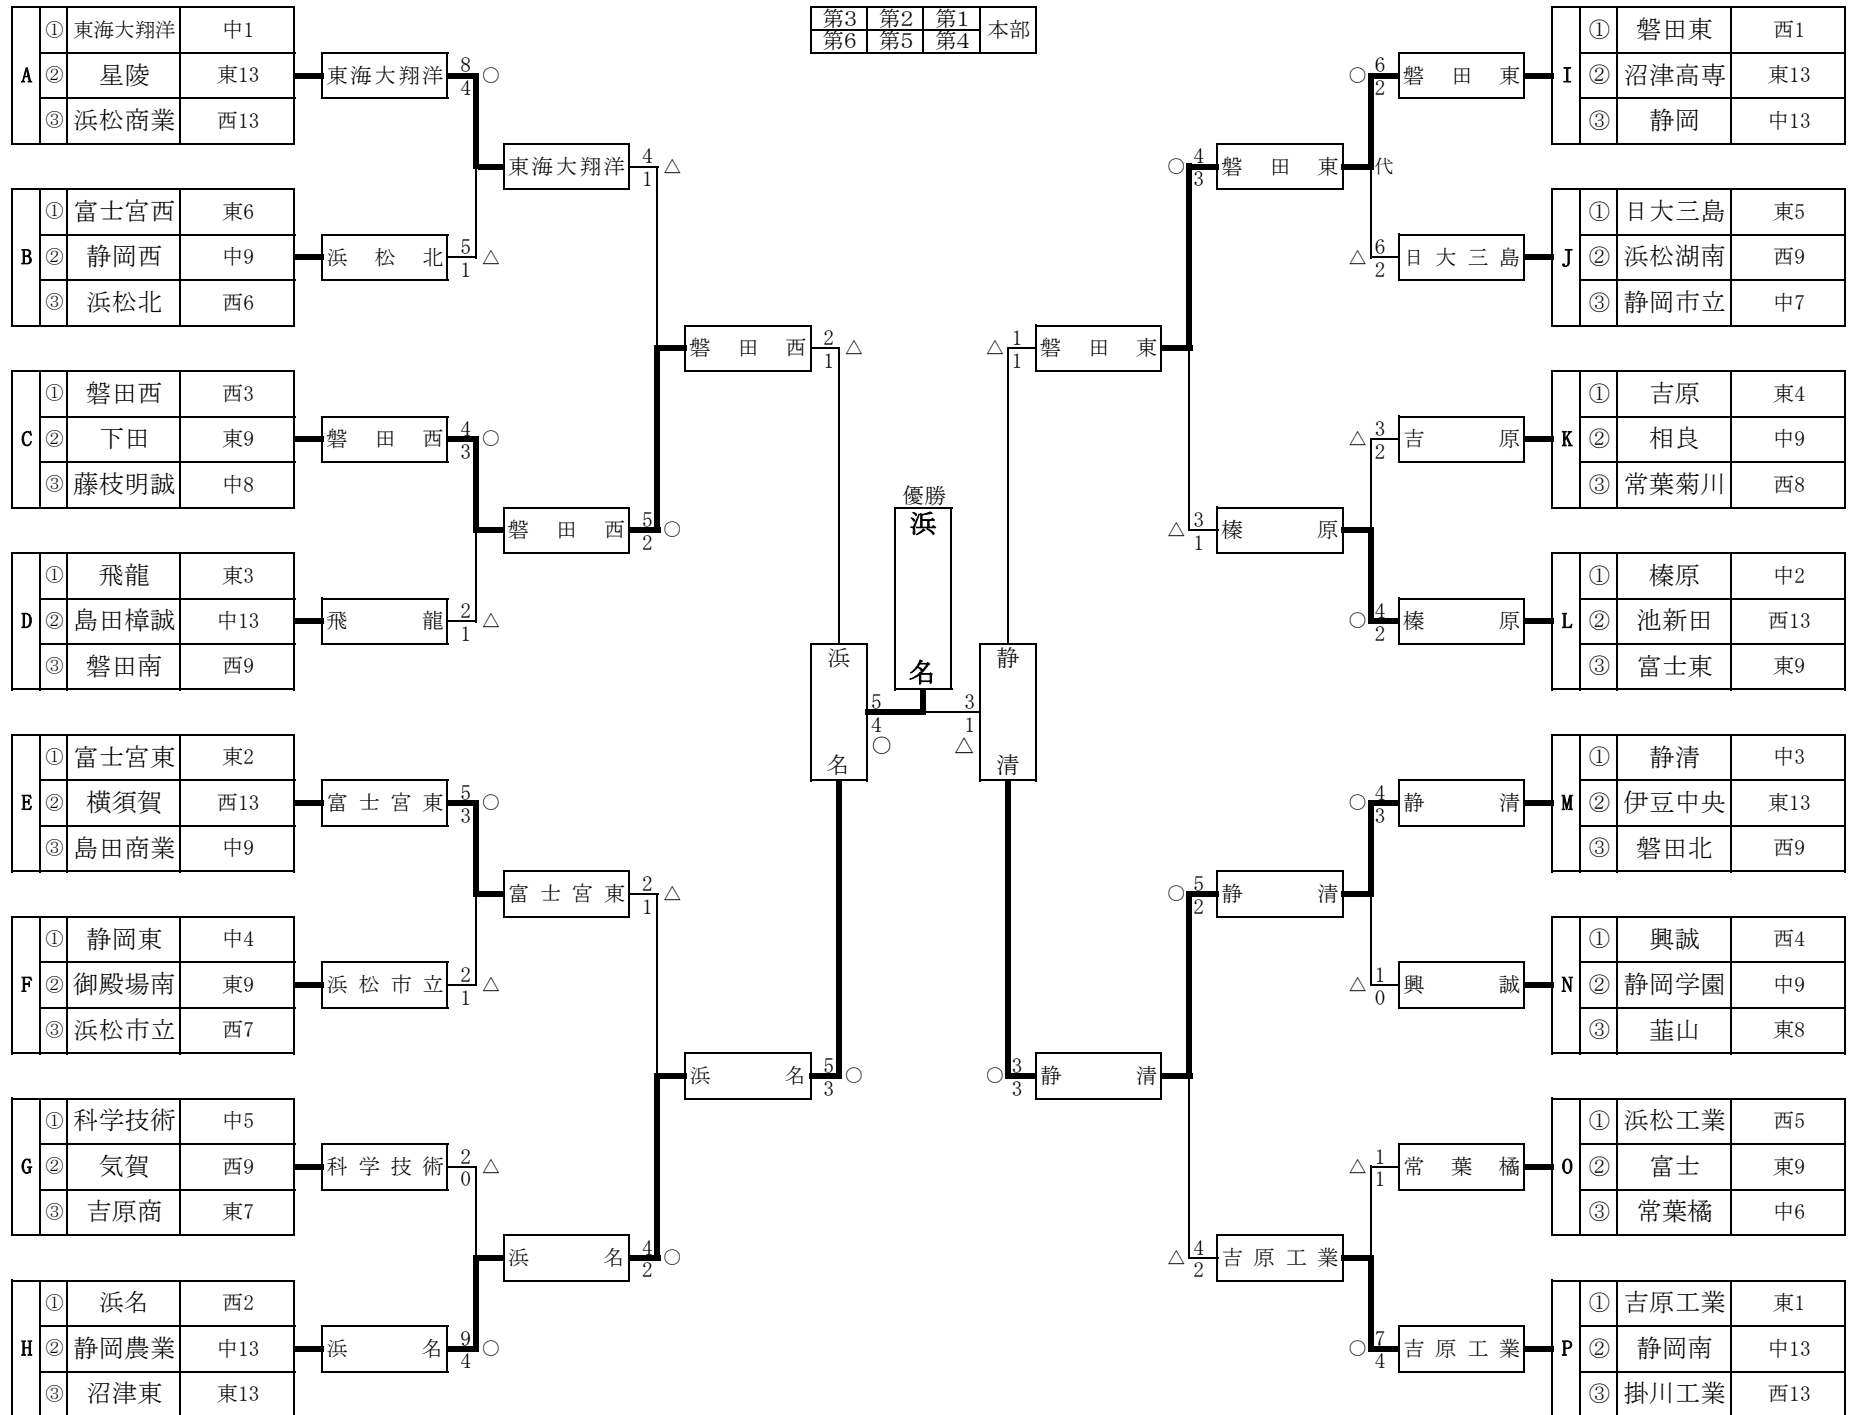 第3 第2 第1 本部
第6 第5 第4
A
① 東海大翔洋 中1
② 星陵 東13
③ 浜松商業 西13
東海大翔洋 8 4 ○
B
① 富士宮西 東6
② 静岡西 中9
③ 浜松北 西6
浜松北 5 1 △
東海大翔洋 4 1 △
C
① 磐田西 西3
② 下田 東9
③ 藤枝明誠 中8
磐田西 4 3 ○
D
① 飛龍 東3
② 島田樟誠 中13
③ 磐田南 西9
飛龍 2 1 △
磐田西 5 2 ○
磐田西 2 1 △
E
① 富士宮東 東2
② 横須賀 西13
③ 島田商業 中9
富士宮東 5 3 ○
F
① 静岡東 中4
② 御殿場南 東9
③ 浜松市立 西7
浜松市立 2 1 △
富士宮東 2 1 △
G
① 科学技術 中5
② 気賀 西9
③ 吉原商 東7
科学技術 2 0 △
H
① 浜名 西2
② 静岡農業 中13
③ 沼津東 東13
浜名 9 4 ○
浜名 4 2 ○
浜名 5 3 ○
優勝
浜名
浜名 5 4 ○
静清 3 1 △
I
① 磐田東 西1
② 沼津高専 東13
③ 静岡 中13
○ 6 2 磐田東
代
J
① 日大三島 東5
② 浜松湖南 西9
③ 静岡市立 中7
△ 6 2 日大三島
○ 4 3 磐田東
K
① 吉原 東4
② 相良 中9
③ 常葉菊川 西8
△ 3 2 吉原
L
① 榛原 中2
② 池新田 西13
③ 富士東 東9
○ 4 2 榛原
△ 3 1 榛原
△ 1 1 磐田東
M
① 静清 中3
② 伊豆中央 東13
③ 磐田北 西9
○ 4 3 静清
N
① 興誠 西4
② 静岡学園 中9
③ 韮山 東8
△ 1 0 興誠
○ 5 2 静清
O
① 浜松工業 西5
② 富士 東9
③ 常葉橘 中6
△ 1 1 常葉橘
P
① 吉原工業 東1
② 静岡南 中13
③ 掛川工業 西13
○ 7 4 吉原工業
△ 4 2 吉原工業
○ 3 3 静清